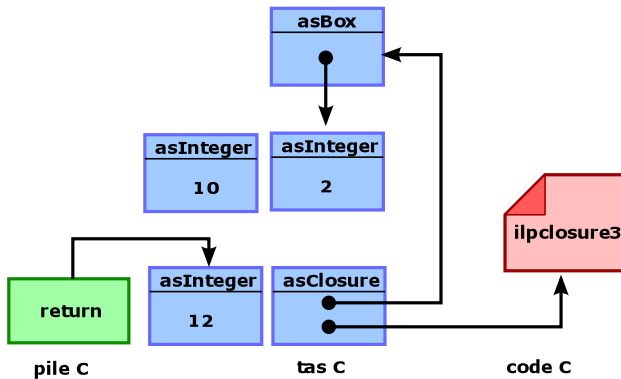 asBox
asInteger
asInteger
10
2
ilpclosure3
asInteger
asClosure
return
12
pile C
tas C
code C